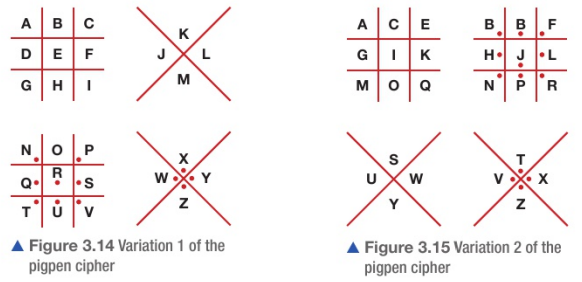 A B C
D E F
G H I
K
J L
M
N O P
Q R S
T U V
X
W Y
Z
▲ Figure 3.14 Variation 1 of the
pigpen cipher
A C E
G I K
M O Q
B B F
H J L
N P R
S
U W
Y
T
V X
Z
▲ Figure 3.15 Variation 2 of the
pigpen cipher